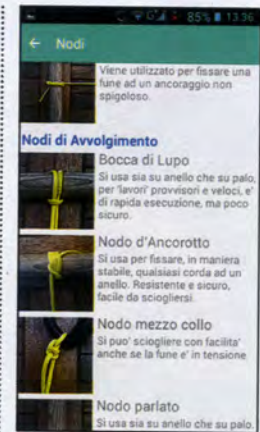 85% 13:36
← Nodi
Viene utilizzato per fissare una
fune ad un ancoraggio non
spigoloso.
Nodi di Avvolgimento
Bocca di Lupo
Si usa sia su anello che su palo,
per 'lavori' provvisori e veloci, e'
di rapida esecuzione, ma poco
sicuro.
Nodo d'Ancorotto
Si usa per fissare, in maniera
stabile, qualsiasi corda ad un
anello. Resistente e sicuro,
facile da sciogliersi.
Nodo mezzo collo
Si puo' sciogliere con facilita'
anche se la fune e' in tensione
Nodo parlato
Si usa sia su anello che su palo.